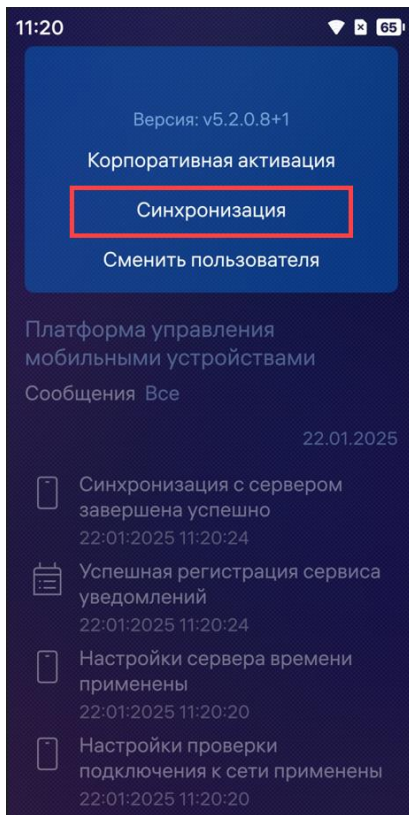 11:20
65
Версия: v5.2.0.8+1
Корпоративная активация
Синхронизация
Сменить пользователя
Платформа управления
мобильными устройствами
Сообщения Все
22.01.2025
Синхронизация с сервером
завершена успешно
22:01:2025 11:20:24
Успешная регистрация сервиса
уведомлений
22:01:2025 11:20:24
Настройки сервера времени
применены
22:01:2025 11:20:20
Настройки проверки
подключения к сети применены
22:01:2025 11:20:20